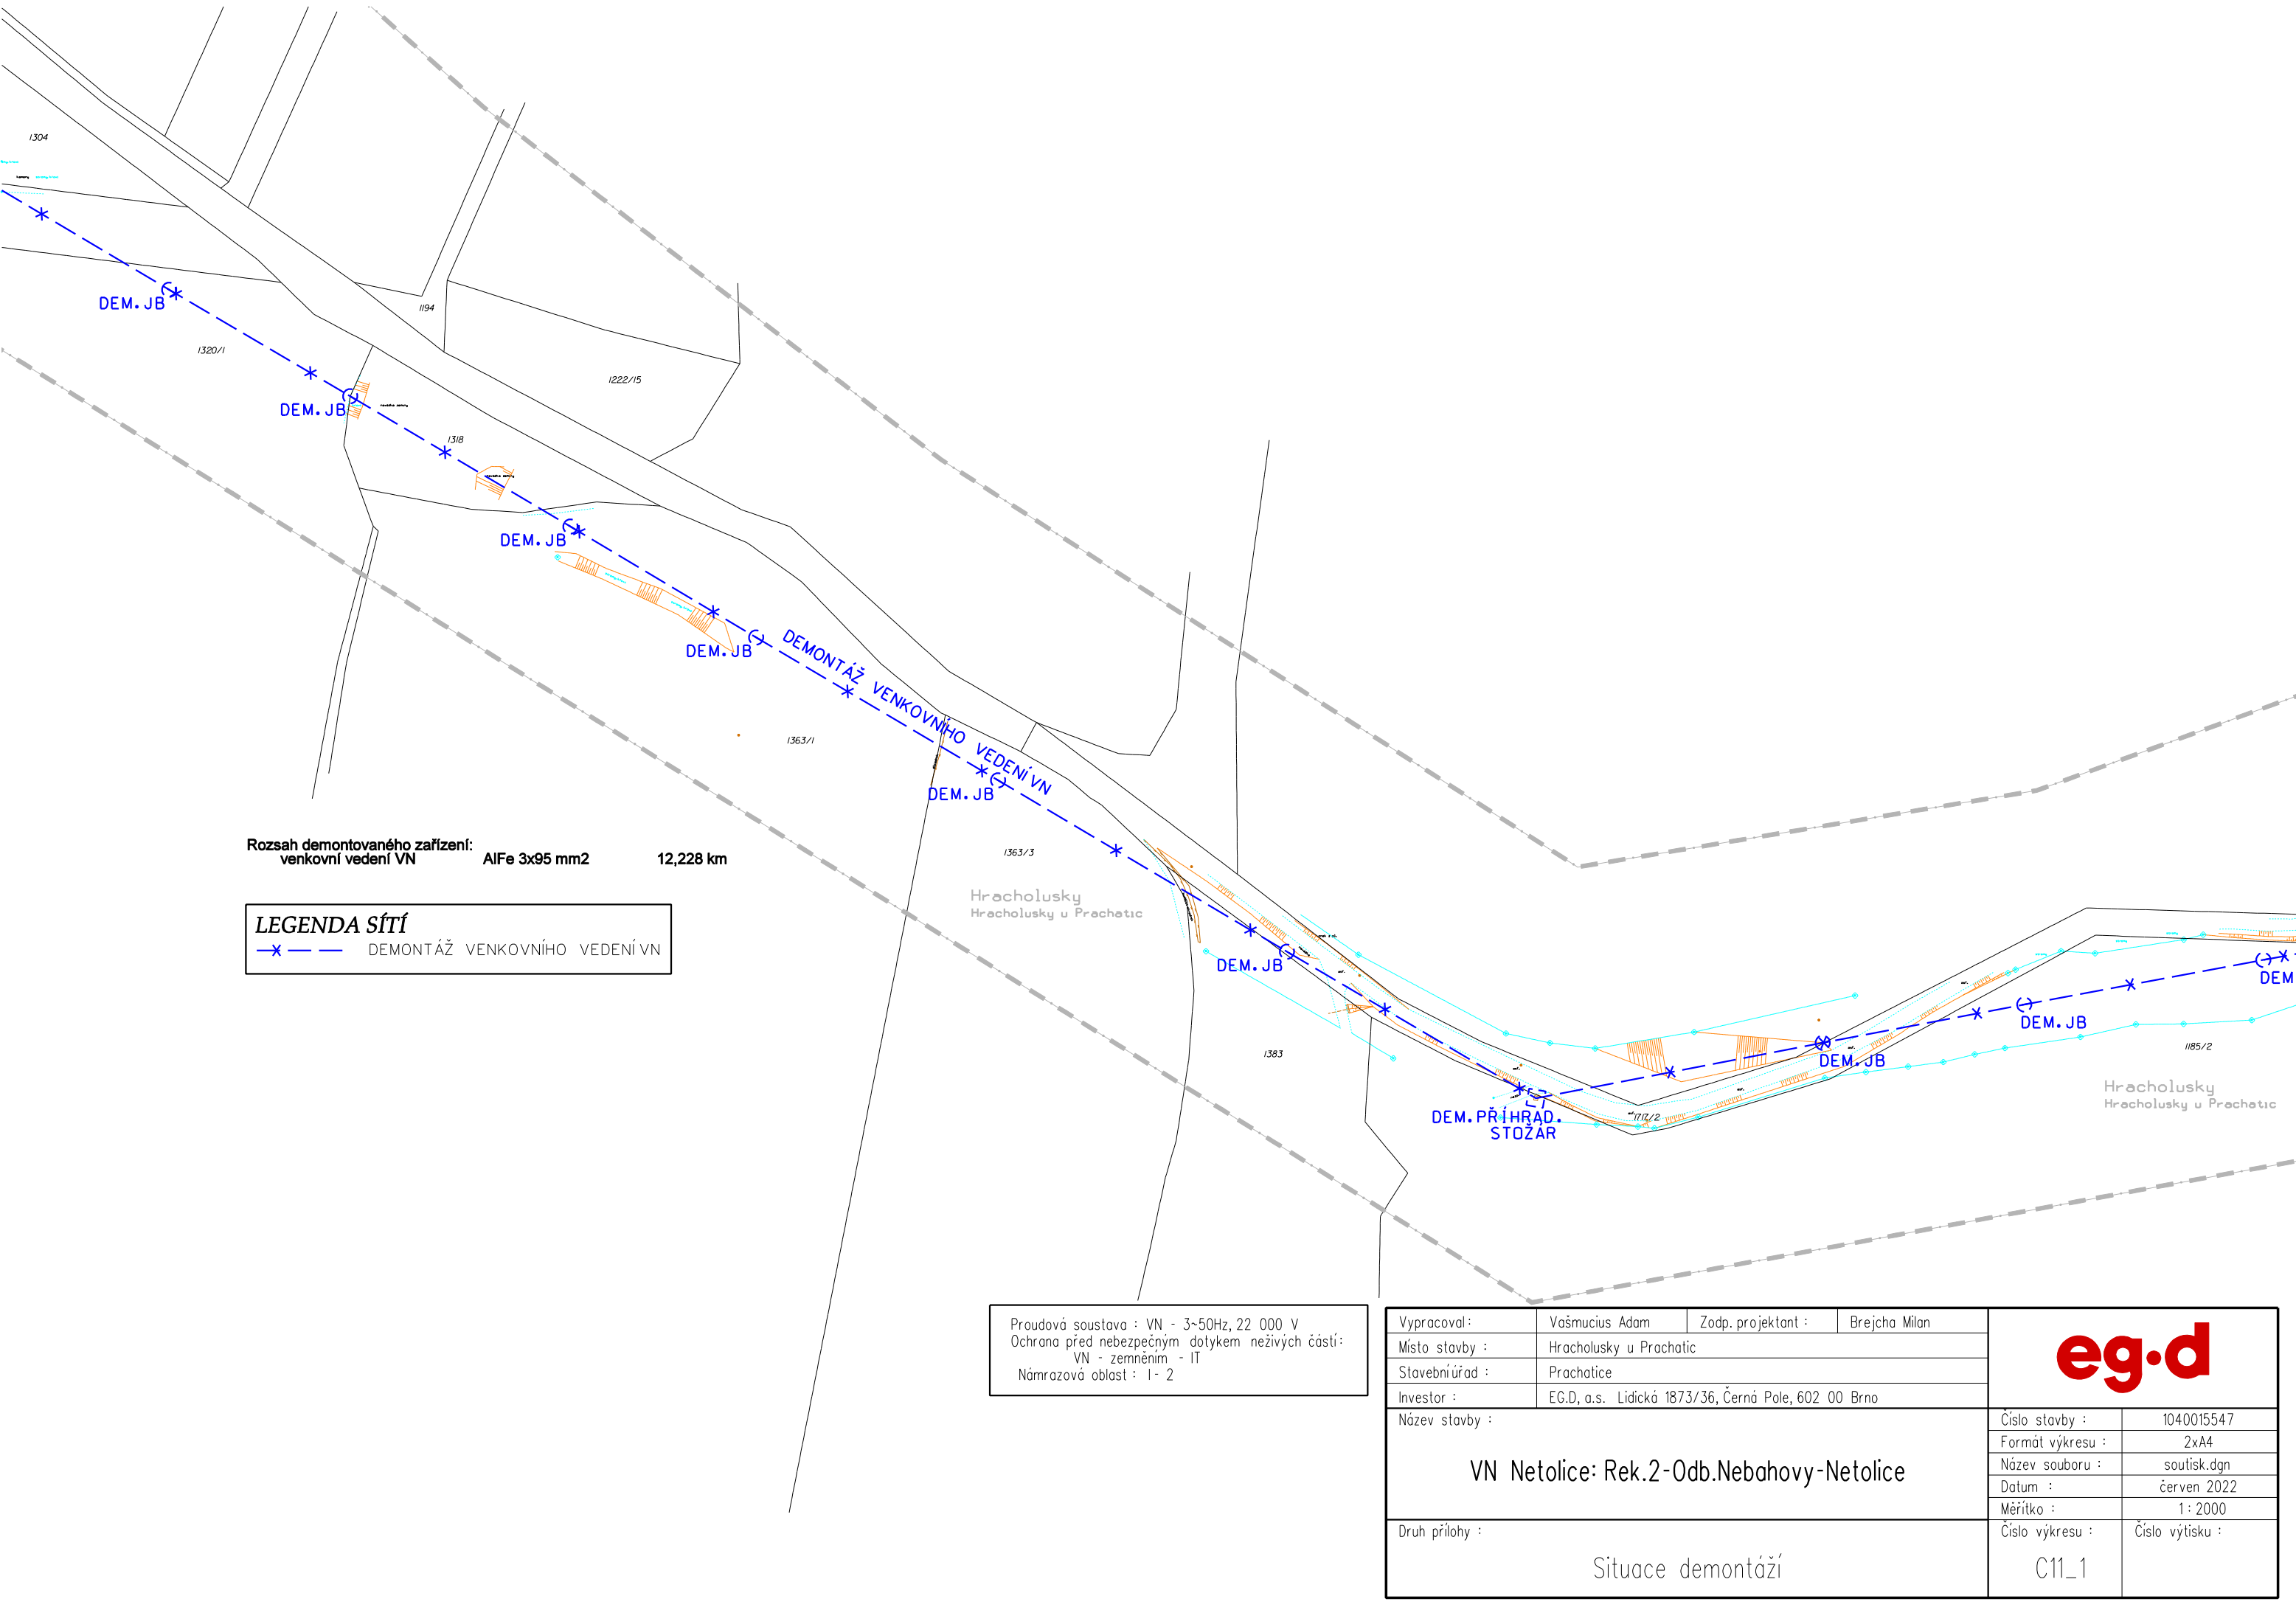 1304
DEM.JB
1194
1320/1
1222/15
DEM.JB
1318
DEM.JB
DEM.JB
DEMONTÁŽ VENKOVNÍHO VEDENÍ VN
1363/1
DEM.JB
Rozsah demontovaného zařízení:
venkovní vedení VN AlFe 3x95 mm2 12,228 km
1363/3
Hracholusky
Hracholusky u Prachatic
LEGENDA SÍTÍ
DEMONTÁŽ VENKOVNÍHO VEDENÍ VN
DEM.JB
DEM
DEM.JB
1383
DEM.JB
1185/2
Hracholusky
Hracholusky u Prachatic
DEM.PŘÍHRAD.
STOŽÁR
1717/2
Proudová soustava : VN - 3~50Hz, 22 000 V
Ochrana před nebezpečným dotykem neživých částí:
VN - zemněním - IT
Námrazová oblast : I- 2
Vypracoval: Vašmucius Adam Zodp. projektant : Brejcha Milan
Místo stavby : Hracholusky u Prachatic
Stavební úřad : Prachatice
Investor : EG.D, a.s. Lidická 1873/36, Černá Pole, 602 00 Brno
eg·d
Název stavby :
VN Netolice: Rek.2-Odb.Nebahovy-Netolice
Číslo stavby : 1040015547
Formát výkresu : 2xA4
Název souboru : soutisk.dgn
Datum : červen 2022
Měřítko : 1 : 2000
Druh přílohy :
Situace demontáží
Číslo výkresu : Číslo výtisku :
C11_1